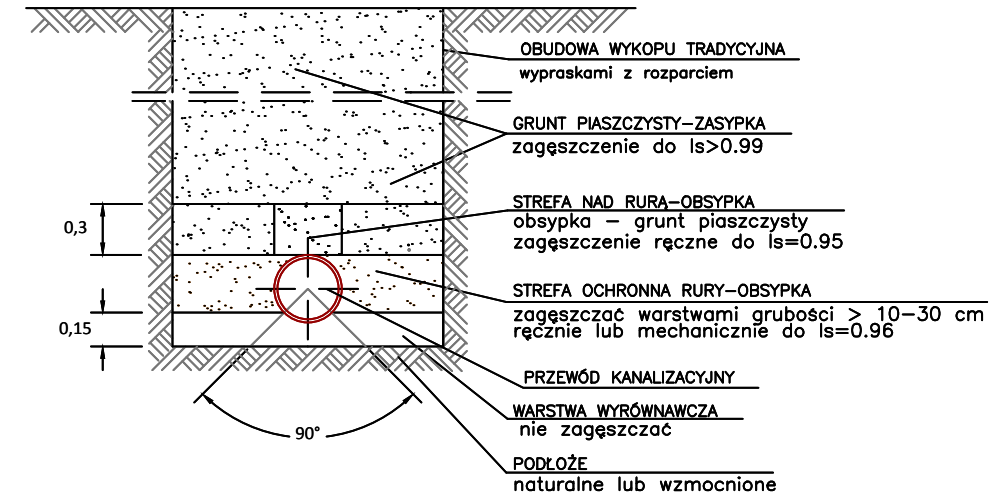 OBUDOWA WYKOPU TRADYCYJNA
wypraskami z rozparciem
GRUNT PIASZCZYSTY-ZASYPKA
zagęszczenie do Is>0.99
STREFA NAD RURĄ-OBSYPKA
obsypka – grunt piaszczysty
zagęszczenie ręczne do Is=0.95
0,3
STREFA OCHRONNA RURY-OBSYPKA
zagęszczać warstwami grubości > 10-30 cm
ręcznie lub mechanicznie do Is=0.96
0,15
PRZEWÓD KANALIZACYJNY
WARSTWA WYRÓWNAWCZA
nie zagęszczać
90°
PODŁOŻE
naturalne lub wzmocnione